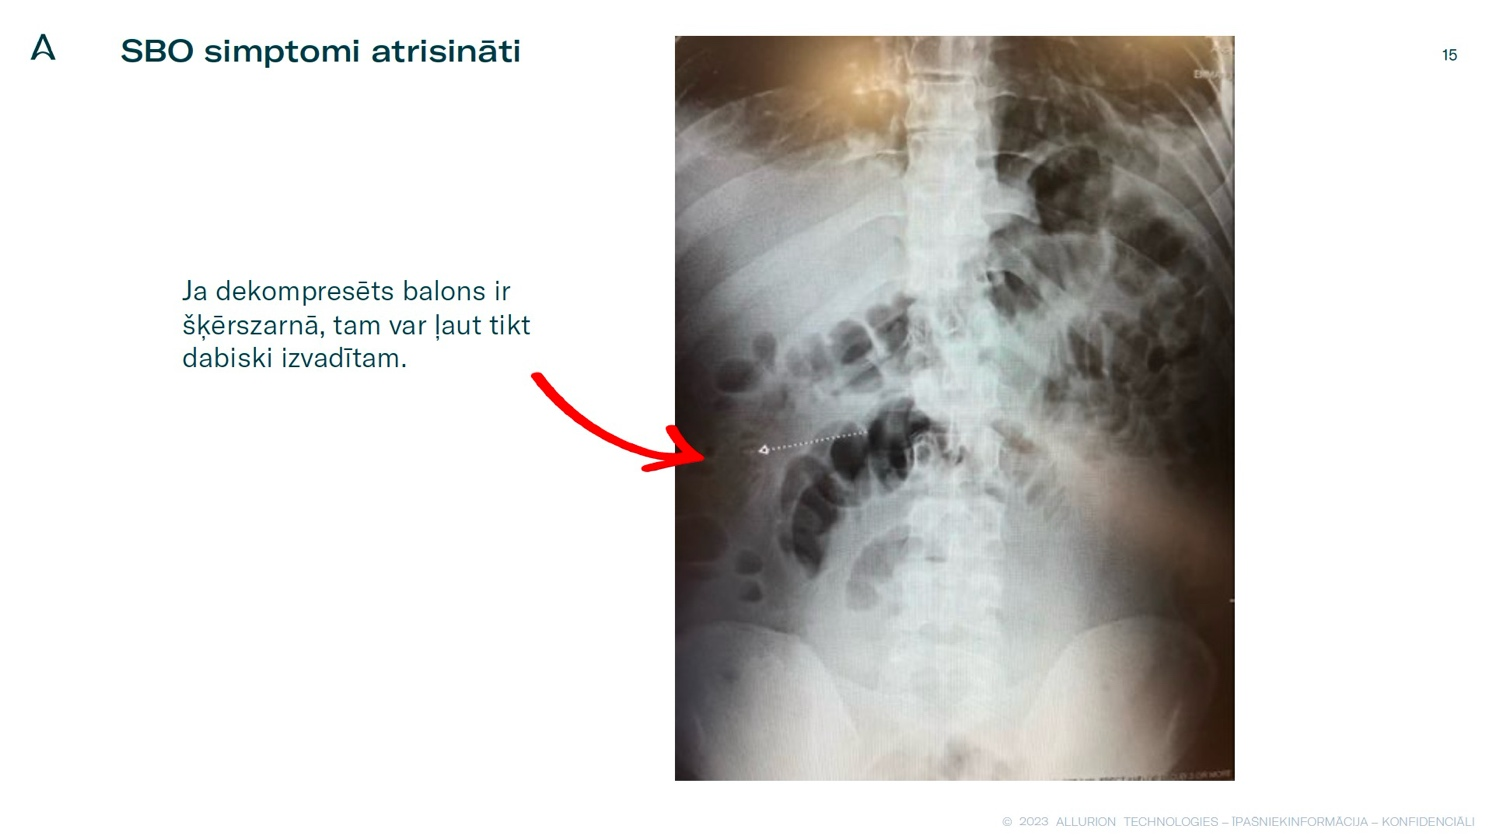 SBO simptomi atrisināti
15
Ja dekompresēts balons ir
šķērszarnā, tam var ļaut tikt
dabiski izvadītam.
© 2023 ALLURION TECHNOLOGIES – ĪPAŠNIEKINFORMĀCIJA – KONFIDENCIĀLI